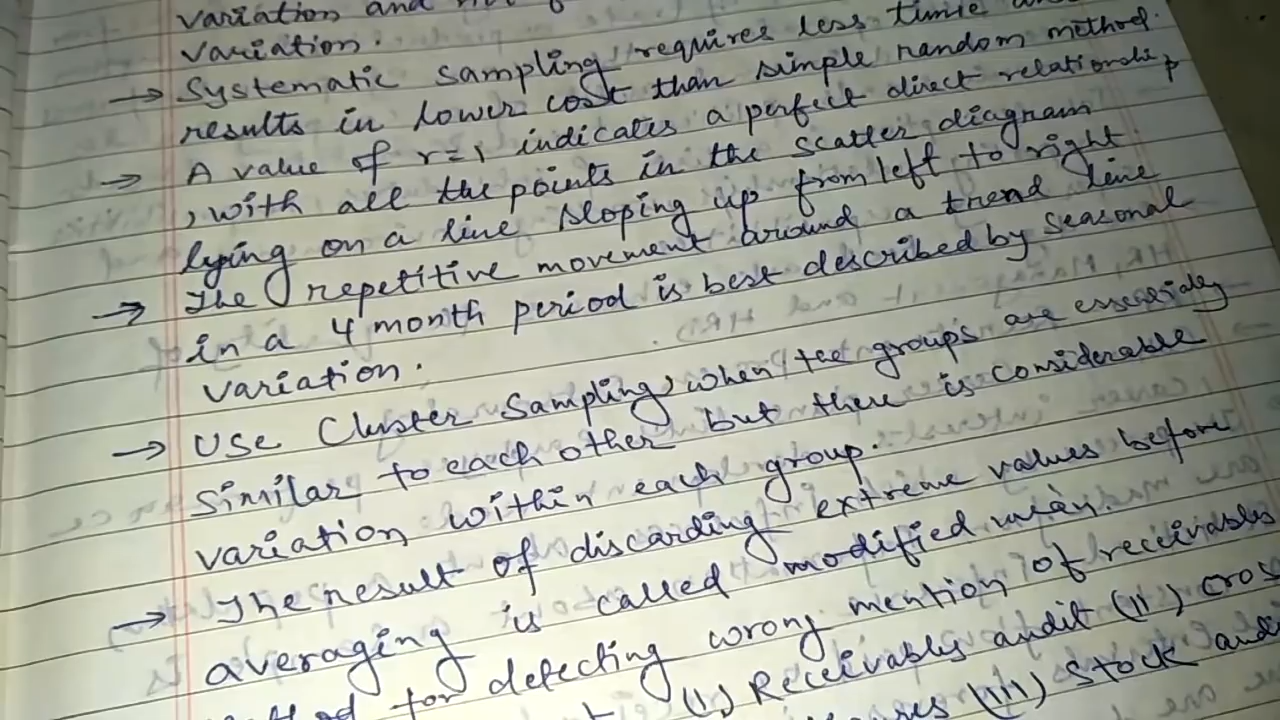 variation and not of
variation.
→ Systematic sampling requires less time and
results in lower cost than simple random method.
→ A value of r=1 indicates a perfect direct relationship
, with all the points in the scatter diagram
lying on a line sloping up from left to right.
→ The repetitive movement around a trend line
in a 4 month period is best described by seasonal
variation.
→ Use Cluster Sampling, when the groups are essentially
similar to each other but there is considerable
variation within each group.
→ The result of discarding extreme values before
averaging is called modified mean.
for detecting wrong mention of receivables
(i) Receivables audit (ii) cros
(iii) Stock audi